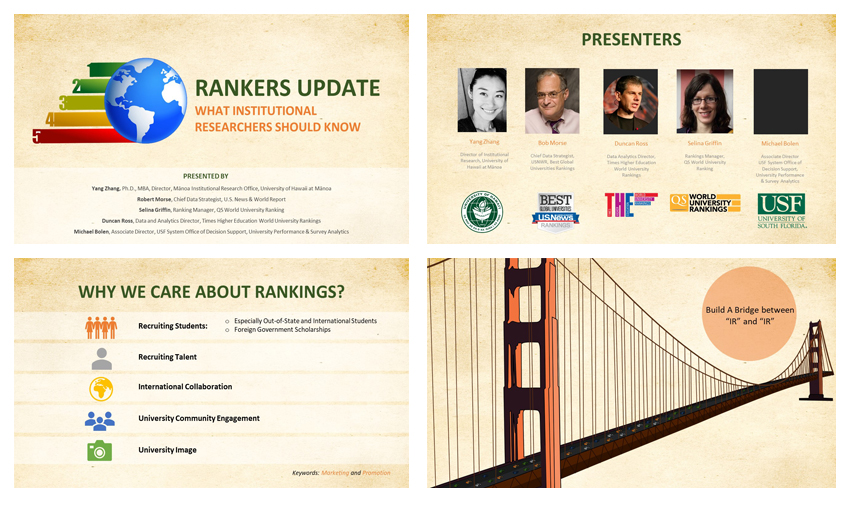 1
2
3
4
5
RANKERS UPDATE
WHAT INSTITUTIONAL
RESEARCHERS SHOULD KNOW
PRESENTED BY
Yang Zhang, Ph.D., MBA, Director, Mānoa Institutional Research Office, University of Hawaii at Mānoa
Robert Morse, Chief Data Strategist, U.S. News & World Report
Selina Griffin, Ranking Manager, QS World University Ranking
Duncan Ross, Data and Analytics Director, Times Higher Education World University Rankings
Michael Bolen, Associate Director, USF System Office of Decision Support, University Performance & Survey Analytics
PRESENTERS
Yang Zhang
Director of Institutional
Research, University of
Hawaii at Mānoa
Bob Morse
Chief Data Strategist,
USNWR, Best Global
Universities Rankings
Duncan Ross
Data Analytics Director,
Times Higher Education
World University
Rankings
Selina Griffin
Rankings Manager,
QS World University
Ranking
Michael Bolen
Associate Director
USF System Office of
Decision Support,
University Performance
& Survey Analytics
BEST
GLOBAL UNIVERSITIES
U.S.News
RANKINGS
THE
QS WORLD
UNIVERSITY
RANKINGS
USF
UNIVERSITY OF
SOUTH FLORIDA
WHY WE CARE ABOUT RANKINGS?
Recruiting Students:
o Especially Out-of-State and International Students
o Foreign Government Scholarships
Recruiting Talent
International Collaboration
University Community Engagement
University Image
Keywords: Marketing and Promotion
Build A Bridge between
“IR” and “IR”